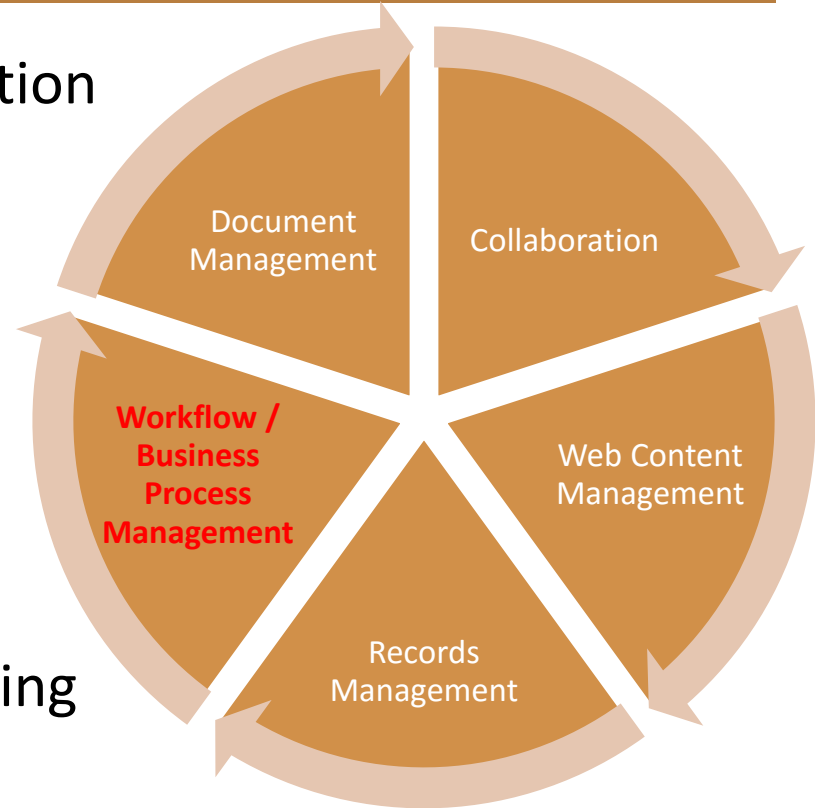 tion
Document
Management
Collaboration
Workflow /
Business
Process
Management
Web Content
Management
Records
Management
ing